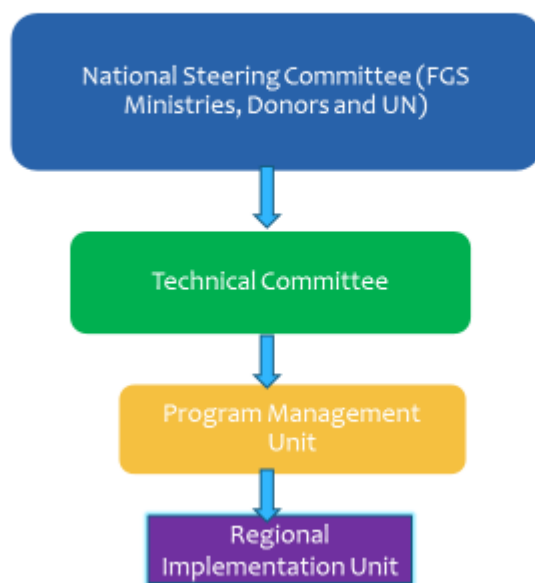 National Steering Committee (FGS
Ministries, Donors and UN)
Technical Committee
Program Management
Unit
Regional
Implementation Unit